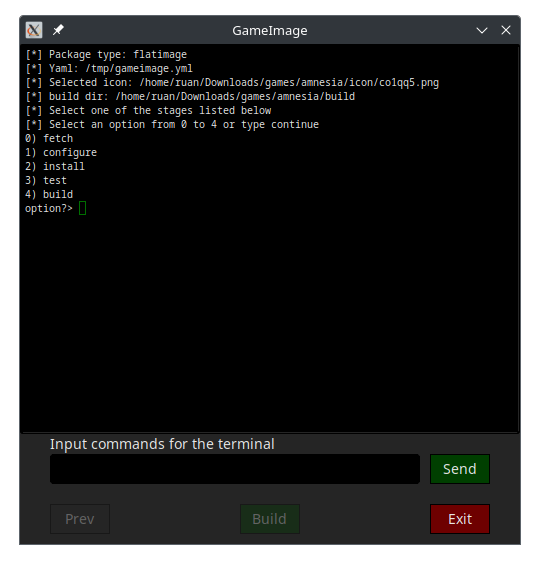 GameImage
[*] Package type: flatimage
[*] Yaml: /tmp/gameimage.yml
[*] Selected icon: /home/ruan/Downloads/games/amnesia/icon/co1qq5.png
[*] build dir: /home/ruan/Downloads/games/amnesia/build
[*] Select one of the stages listed below
[*] Select an option from 0 to 4 or type continue
0) fetch
1) configure
2) install
3) test
4) build
option?>
Input commands for the terminal
Send
Prev Build Exit